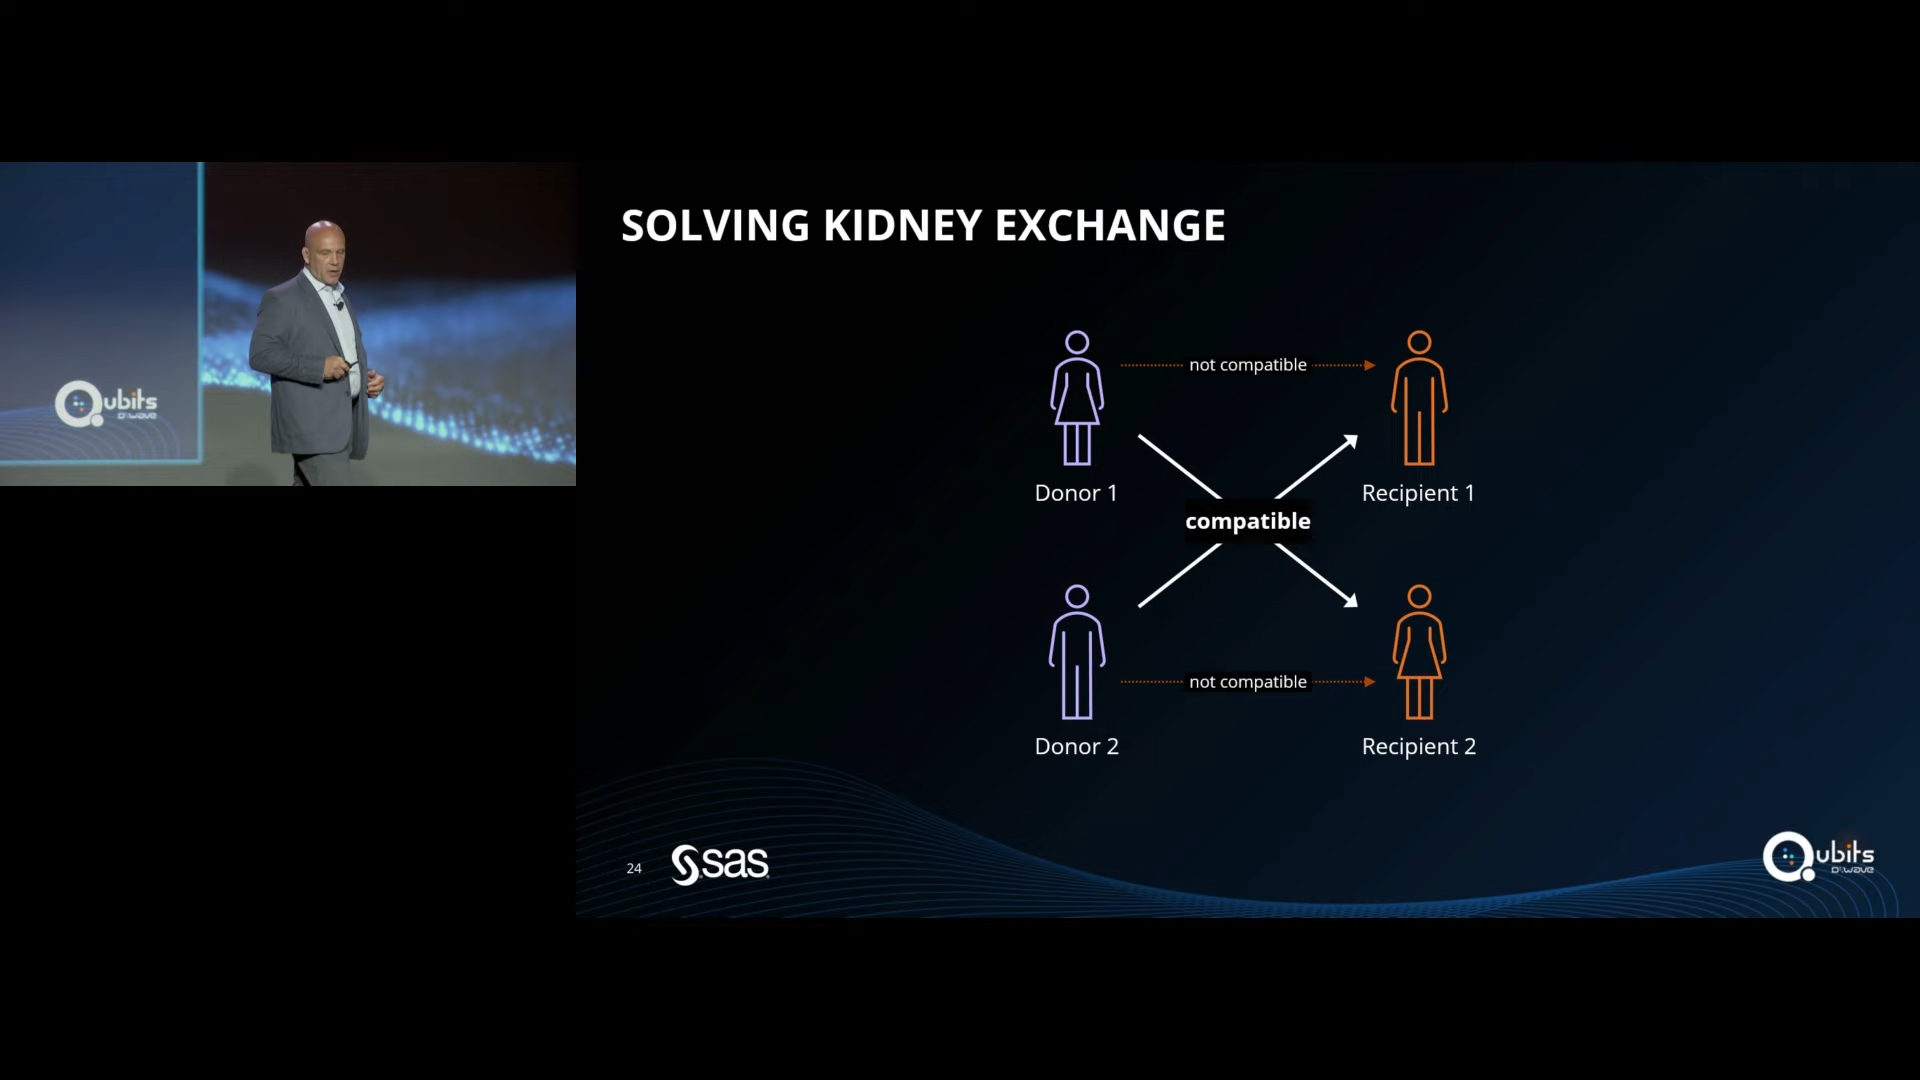 Qubits
D:wave
SOLVING KIDNEY EXCHANGE
not compatible
Donor 1
Recipient 1
compatible
not compatible
Donor 2
Recipient 2
24
sas
Qubits
D:wave